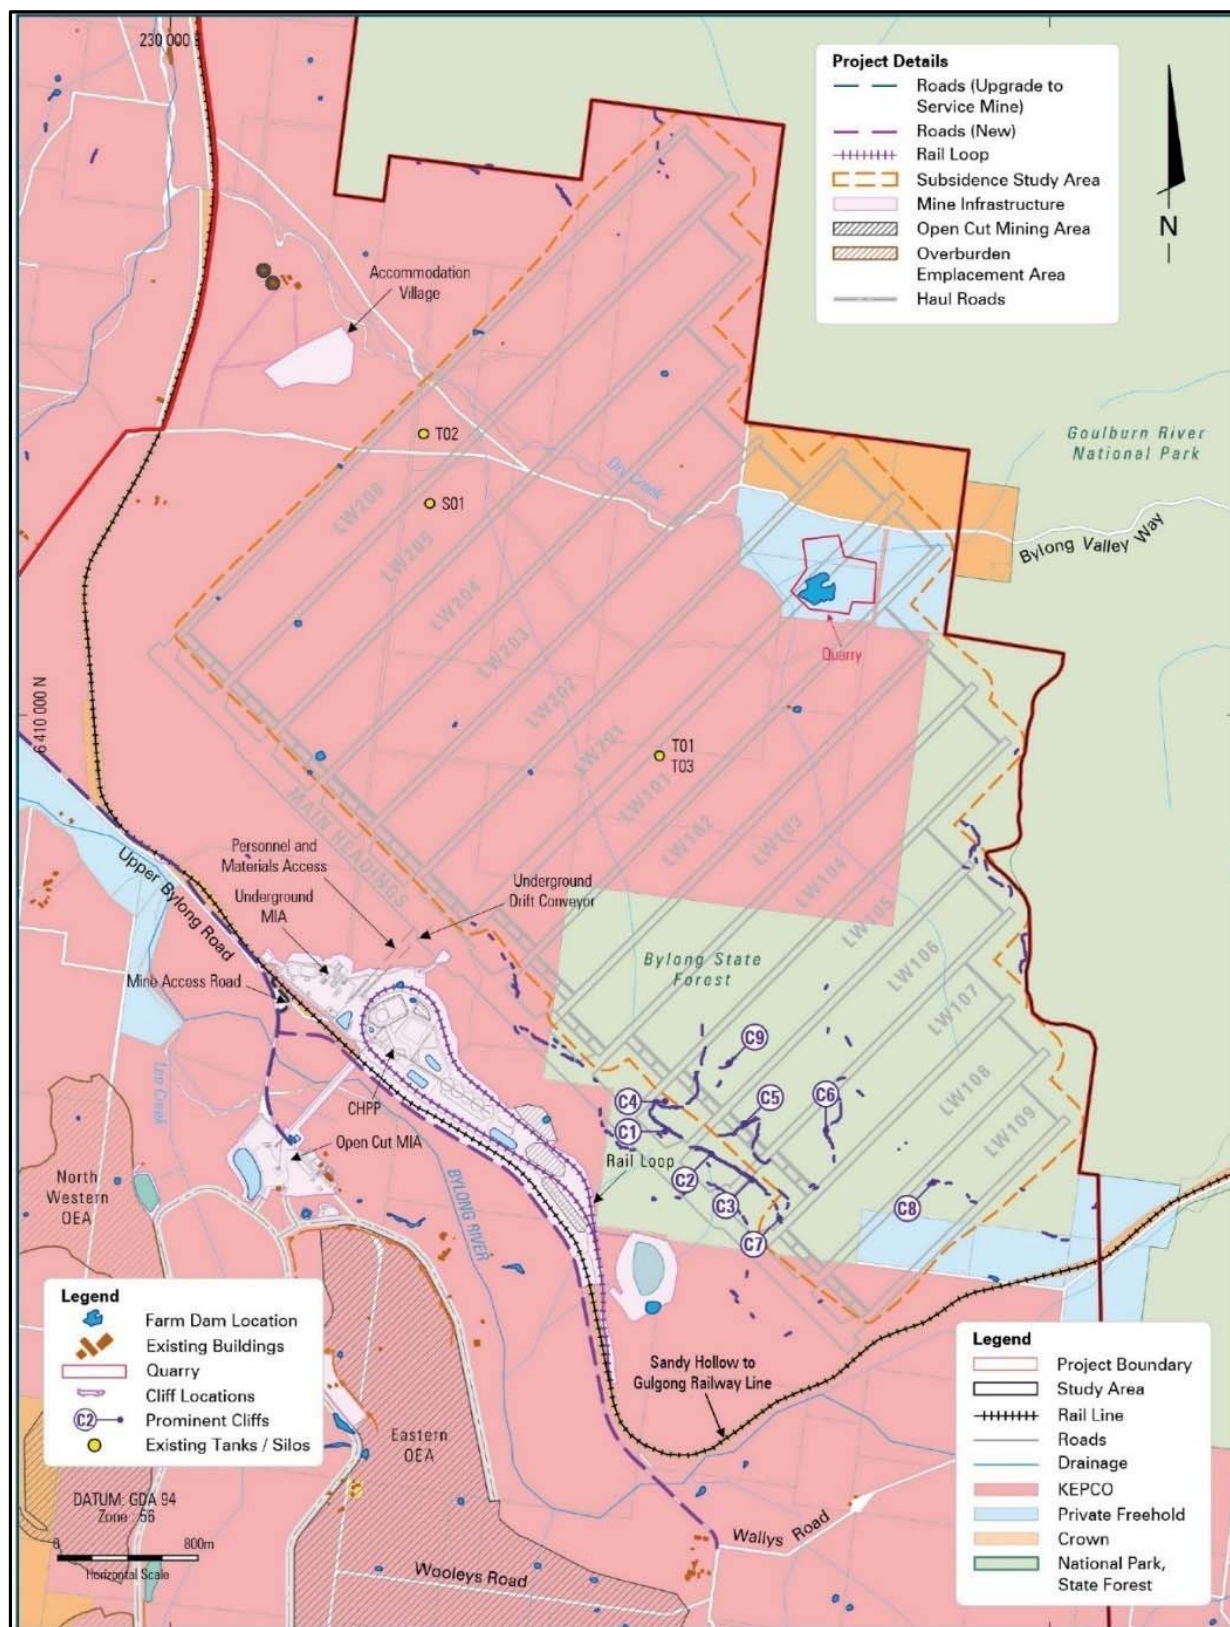 230 000 E
Project Details
Roads (Upgrade to
Service Mine)
Roads (New)
Rail Loop
Subsidence Study Area
Mine Infrastructure
Open Cut Mining Area
Overburden
Emplacement Area
Haul Roads
N
Accommodation
Village
T02
S01
Dry Creek
Goulburn River
National Park
Bylong Valley Way
Quarry
LW206
LW205
LW204
LW203
LW202
LW201
LW101
LW102
LW103
LW104
LW105
LW106
LW107
LW108
LW109
T01
T03
6 410 000 N
MAIN HEADINGS
Personnel and
Materials Access
Underground
MIA
Underground
Drift Conveyor
Upper Bylong Road
Mine Access Road
Bylong State
Forest
Lee Creek
CHPP
Open Cut MIA
C9
C4
C5
C6
C1
C2
C3
C7
C8
Rail Loop
North
Western
OEA
BYLONG RIVER
Legend
Farm Dam Location
Existing Buildings
Quarry
Cliff Locations
C2
Prominent Cliffs
Existing Tanks / Silos
Eastern
OEA
Sandy Hollow to
Gulgong Railway Line
DATUM: GDA 94
Zone : 56
0
800m
Horizontal Scale
Wooleys Road
Wallys Road
Legend
Project Boundary
Study Area
Rail Line
Roads
Drainage
KEPCO
Private Freehold
Crown
National Park,
State Forest